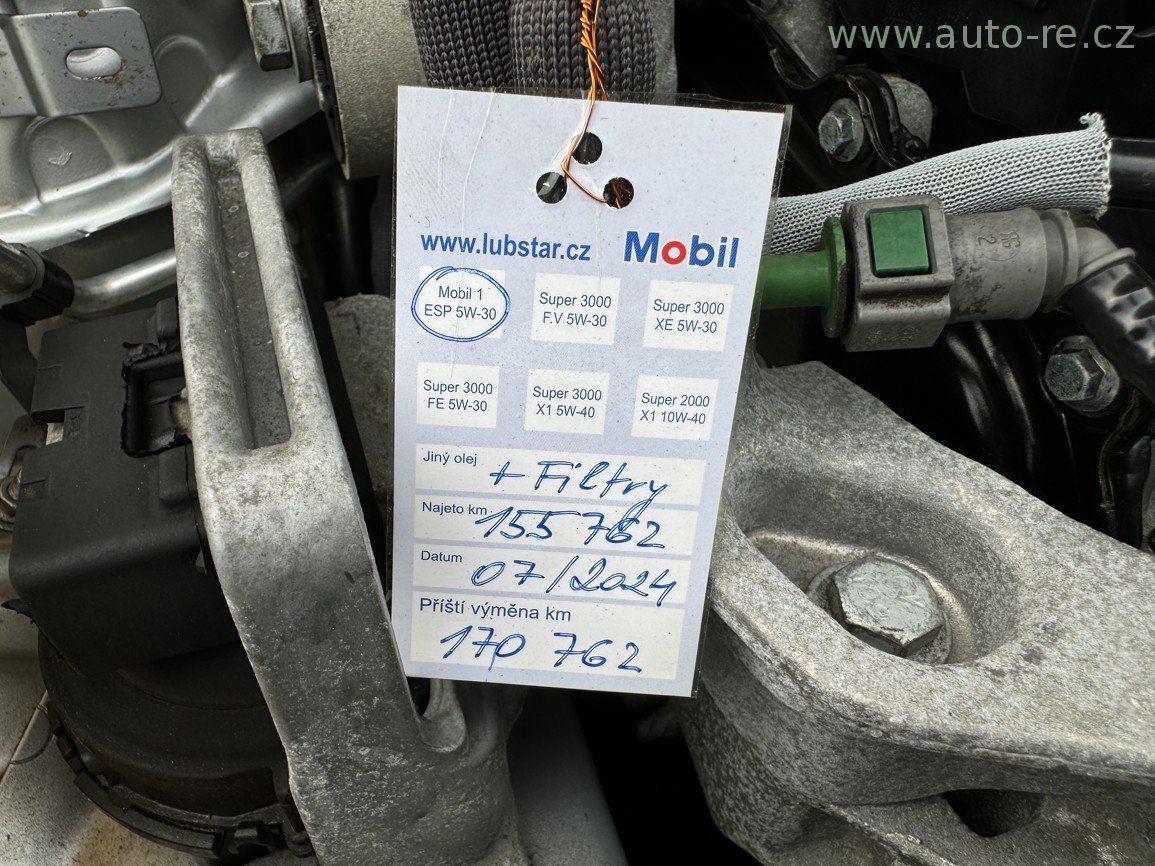 www.auto-re.cz
www.lubstar.cz Mobil
Mobil 1
ESP 5W-30
Super 3000
F.V 5W-30
Super 3000
XE 5W-30
Super 3000
FE 5W-30
Super 3000
X1 5W-40
Super 2000
X1 10W-40
Jiný olej + Filtry
Najeto km 155 762
Datum 07/2024
Příští výměna km
170 762